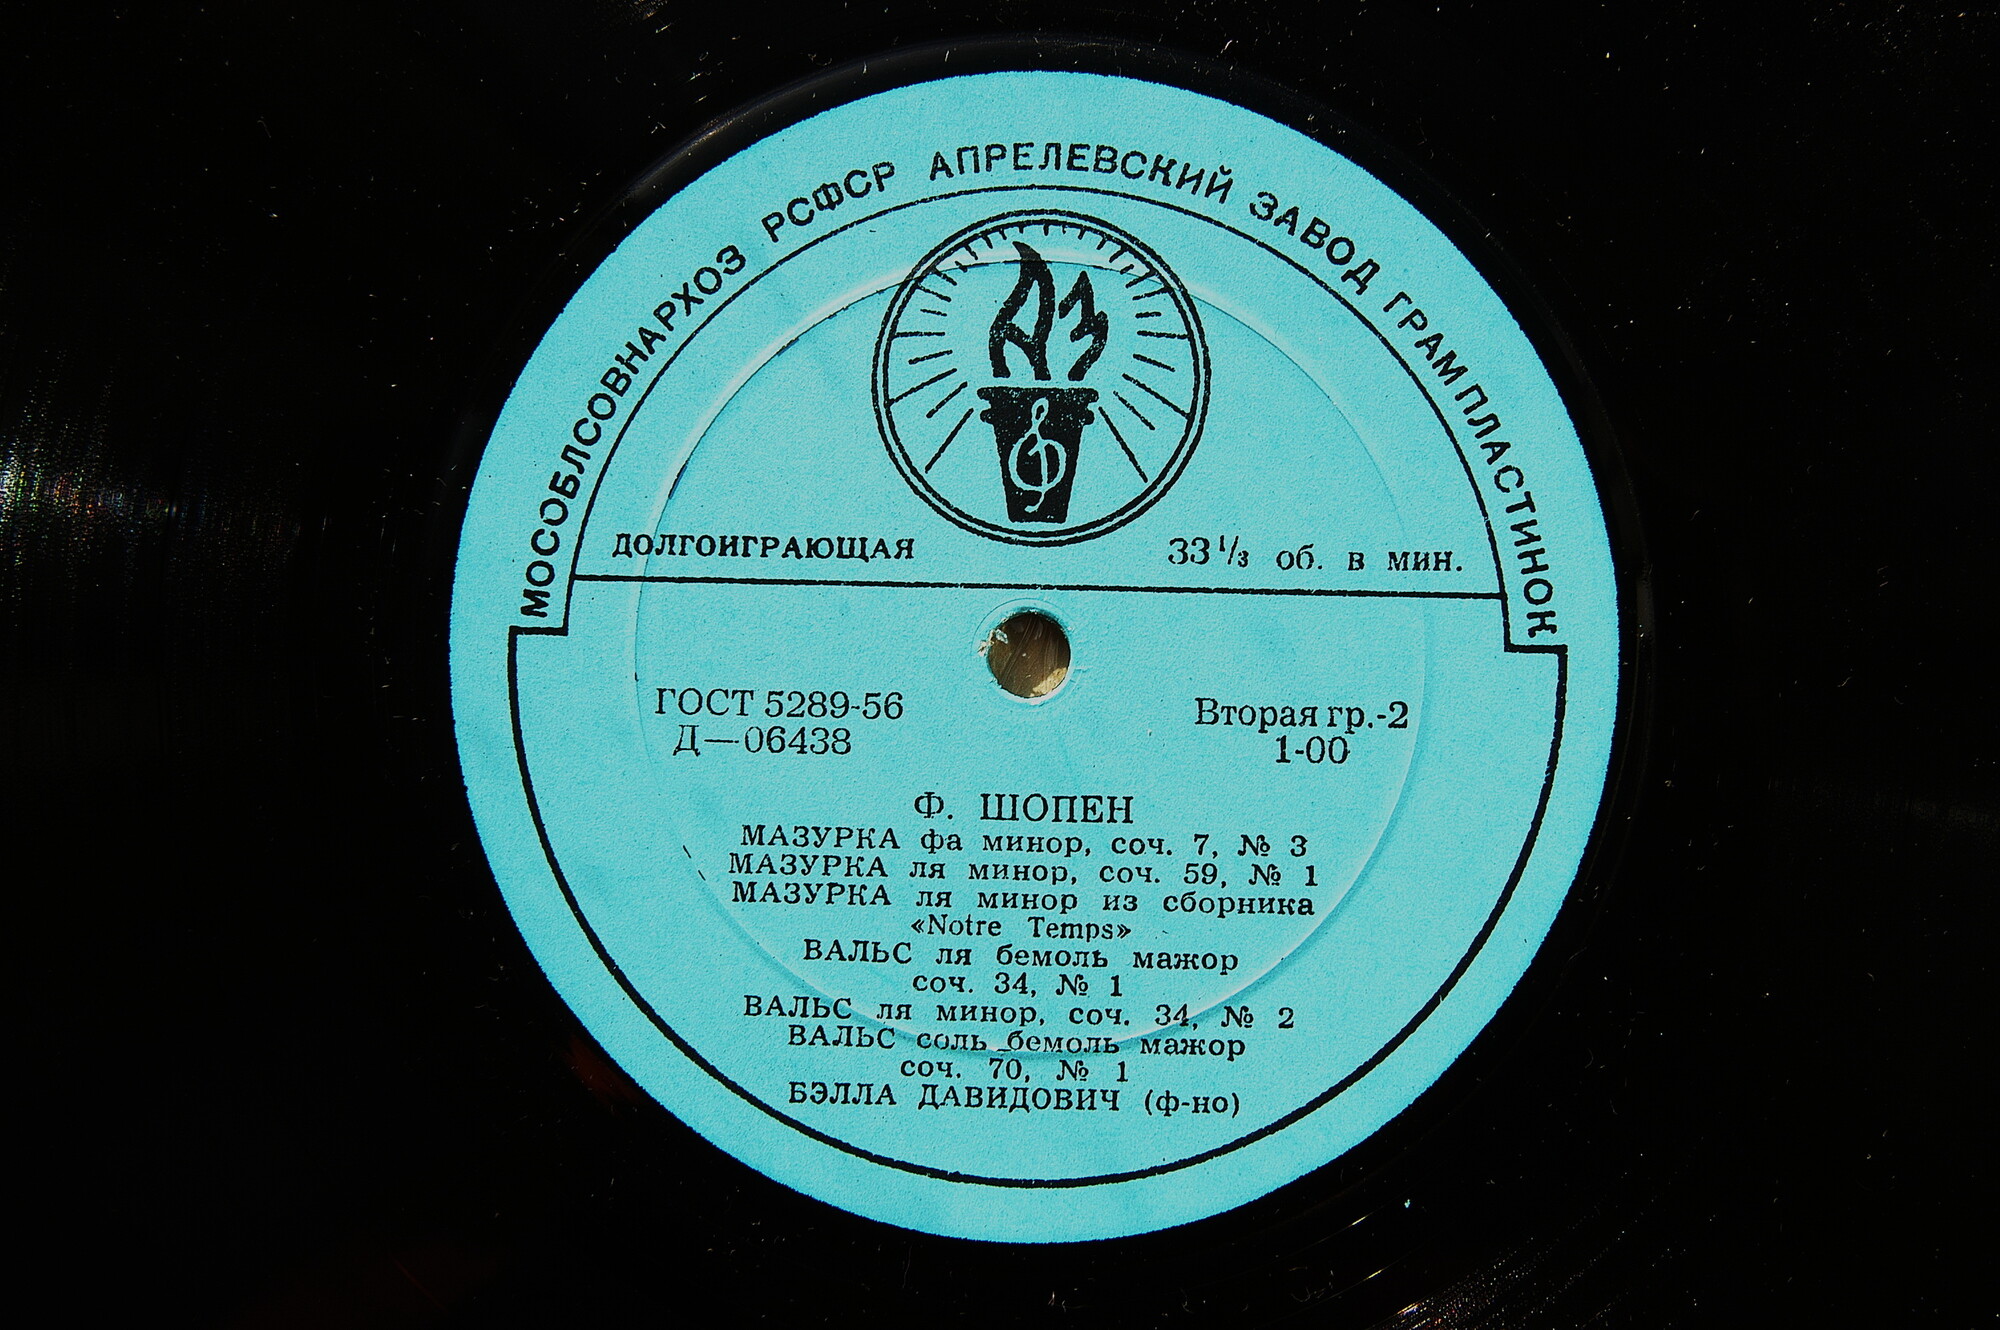 МОСОБЛСОВНАРХОЗ РСФСР АПРЕЛЕВСКИЙ ЗАВОД ГРАМПЛАСТИНОК
АЗ
ДОЛГОИГРАЮЩАЯ 33 1/3 об. в мин.
ГОСТ 5289-56 Вторая гр.-2
Д—06438 1-00
Ф. ШОПЕН
МАЗУРКА фа минор, соч. 7, № 3
МАЗУРКА ля минор, соч. 59, № 1
МАЗУРКА ля минор из сборника
«Notre Temps»
ВАЛЬС ля бемоль мажор
соч. 34, № 1
ВАЛЬС ля минор, соч. 34, № 2
ВАЛЬС соль бемоль мажор
соч. 70, № 1
БЭЛЛА ДАВИДОВИЧ (ф-но)